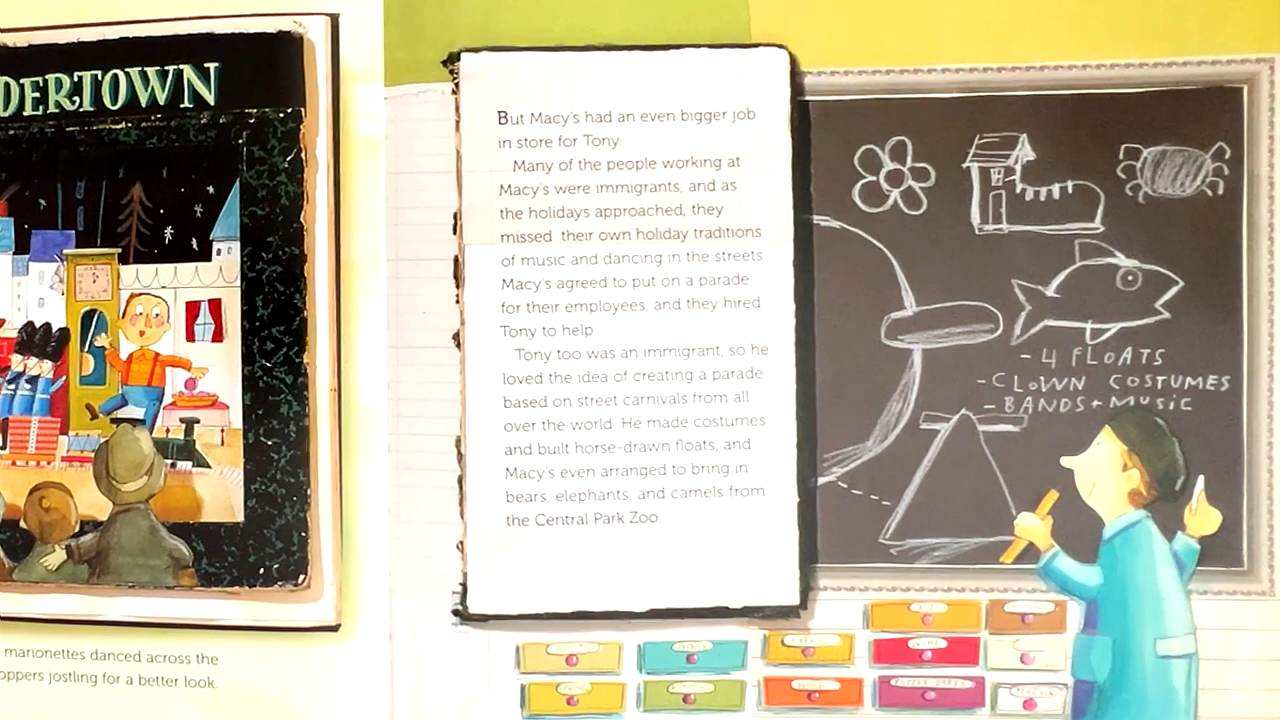 DERTOWN
marionettes danced across the
oppers jostling for a better look.
But Macy's had an even bigger job
in store for Tony.
Many of the people working at
Macy's were immigrants, and as
the holidays approached, they
missed their own holiday traditions
of music and dancing in the streets.
Macy's agreed to put on a parade
for their employees, and they hired
Tony to help.
Tony too was an immigrant, so he
loved the idea of creating a parade
based on street carnivals from all
over the world. He made costumes
and built horse-drawn floats, and
Macy's even arranged to bring in
bears, elephants, and camels from
the Central Park Zoo.
- 4 FLOATS
- CLOWN COSTUMES
- BANDS + MUSIC